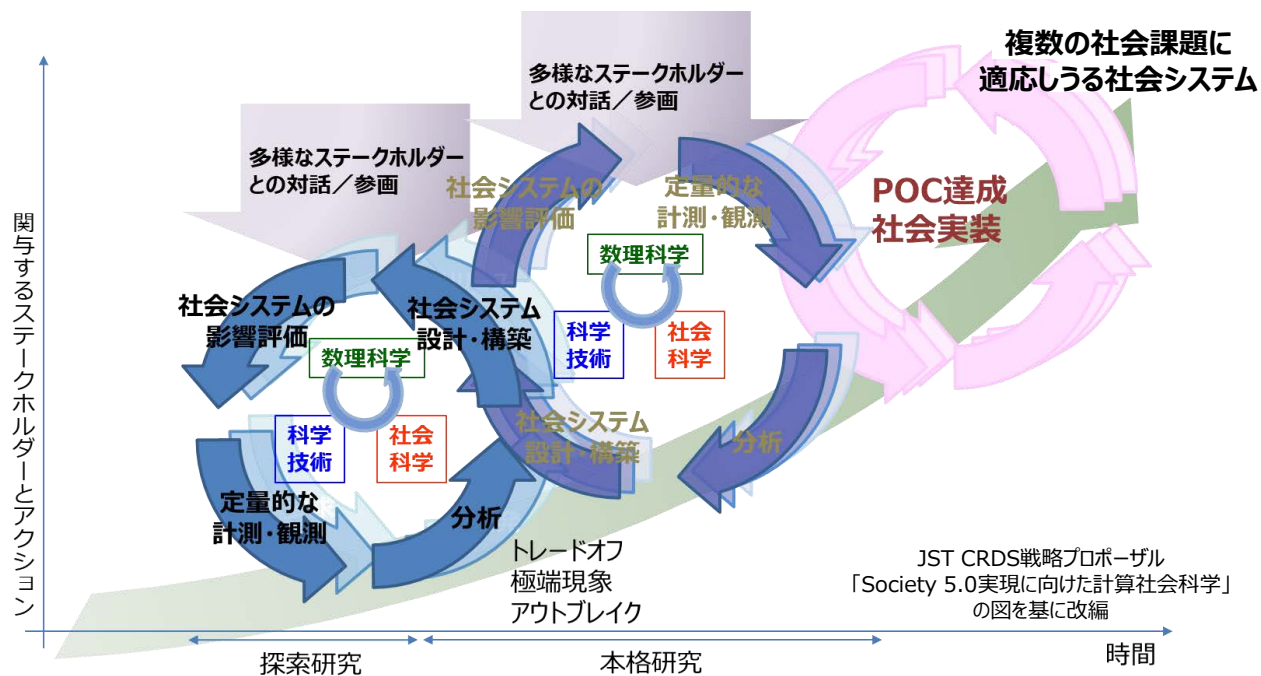 複数の社会課題に
適応しうる社会システム
多様なステークホルダー
との対話／参画
多様なステークホルダー
との対話／参画
社会システムの
影響評価
定量的な
計測・観測
POC達成
社会実装
数理科学
科学
技術
社会
科学
社会システム
設計・構築
分析
社会システムの
影響評価
社会システム
設計・構築
数理科学
科学
技術
社会
科学
定量的な
計測・観測
分析
トレードオフ
極端現象
アウトブレイク
関与するステークホルダーとアクション
JST CRDS戦略プロポーザル
「Society 5.0実現に向けた計算社会科学」
の図を基に改編
探索研究
本格研究
時間